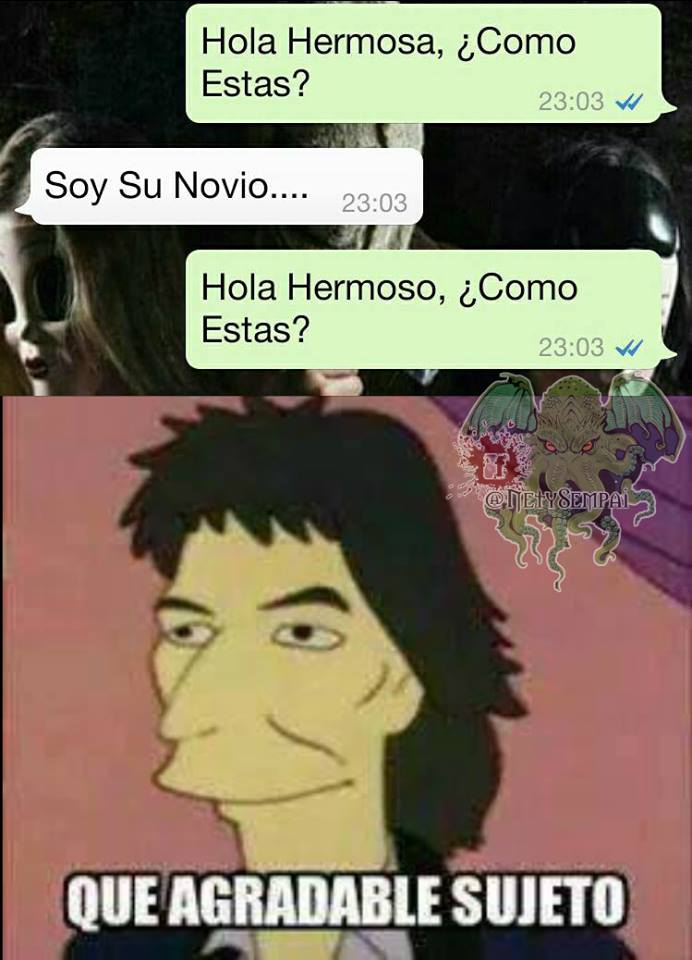 Hola Hermosa, ¿Como
Estas?
23:03
Soy Su Novio....
23:03
Hola Hermoso, ¿Como
Estas?
23:03
f
@NetySempai
QUE AGRADABLE SUJETO